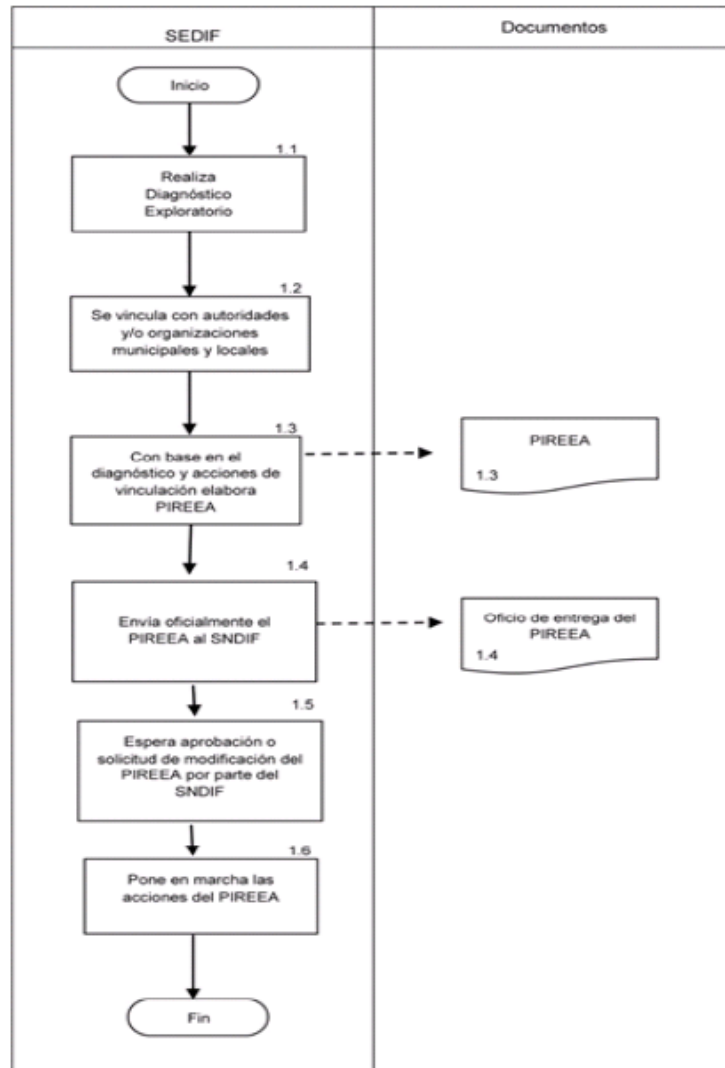 SEDIF
Documentos
Inicio
1.1
Realiza
Diagnóstico
Exploratorio
1.2
Se vincula con autoridades
y/o organizaciones
municipales y locales
1.3
Con base en el
diagnóstico y acciones de
vinculación elabora
PIREEA
PIREEA
1.3
1.4
Envía oficialmente el
PIREEA al SNDIF
Oficio de entrega del
PIREEA
1.4
1.5
Espera aprobación o
solicitud de modificación del
PIREEA por parte del
SNDIF
1.6
Pone en marcha las
acciones del PIREEA
Fin